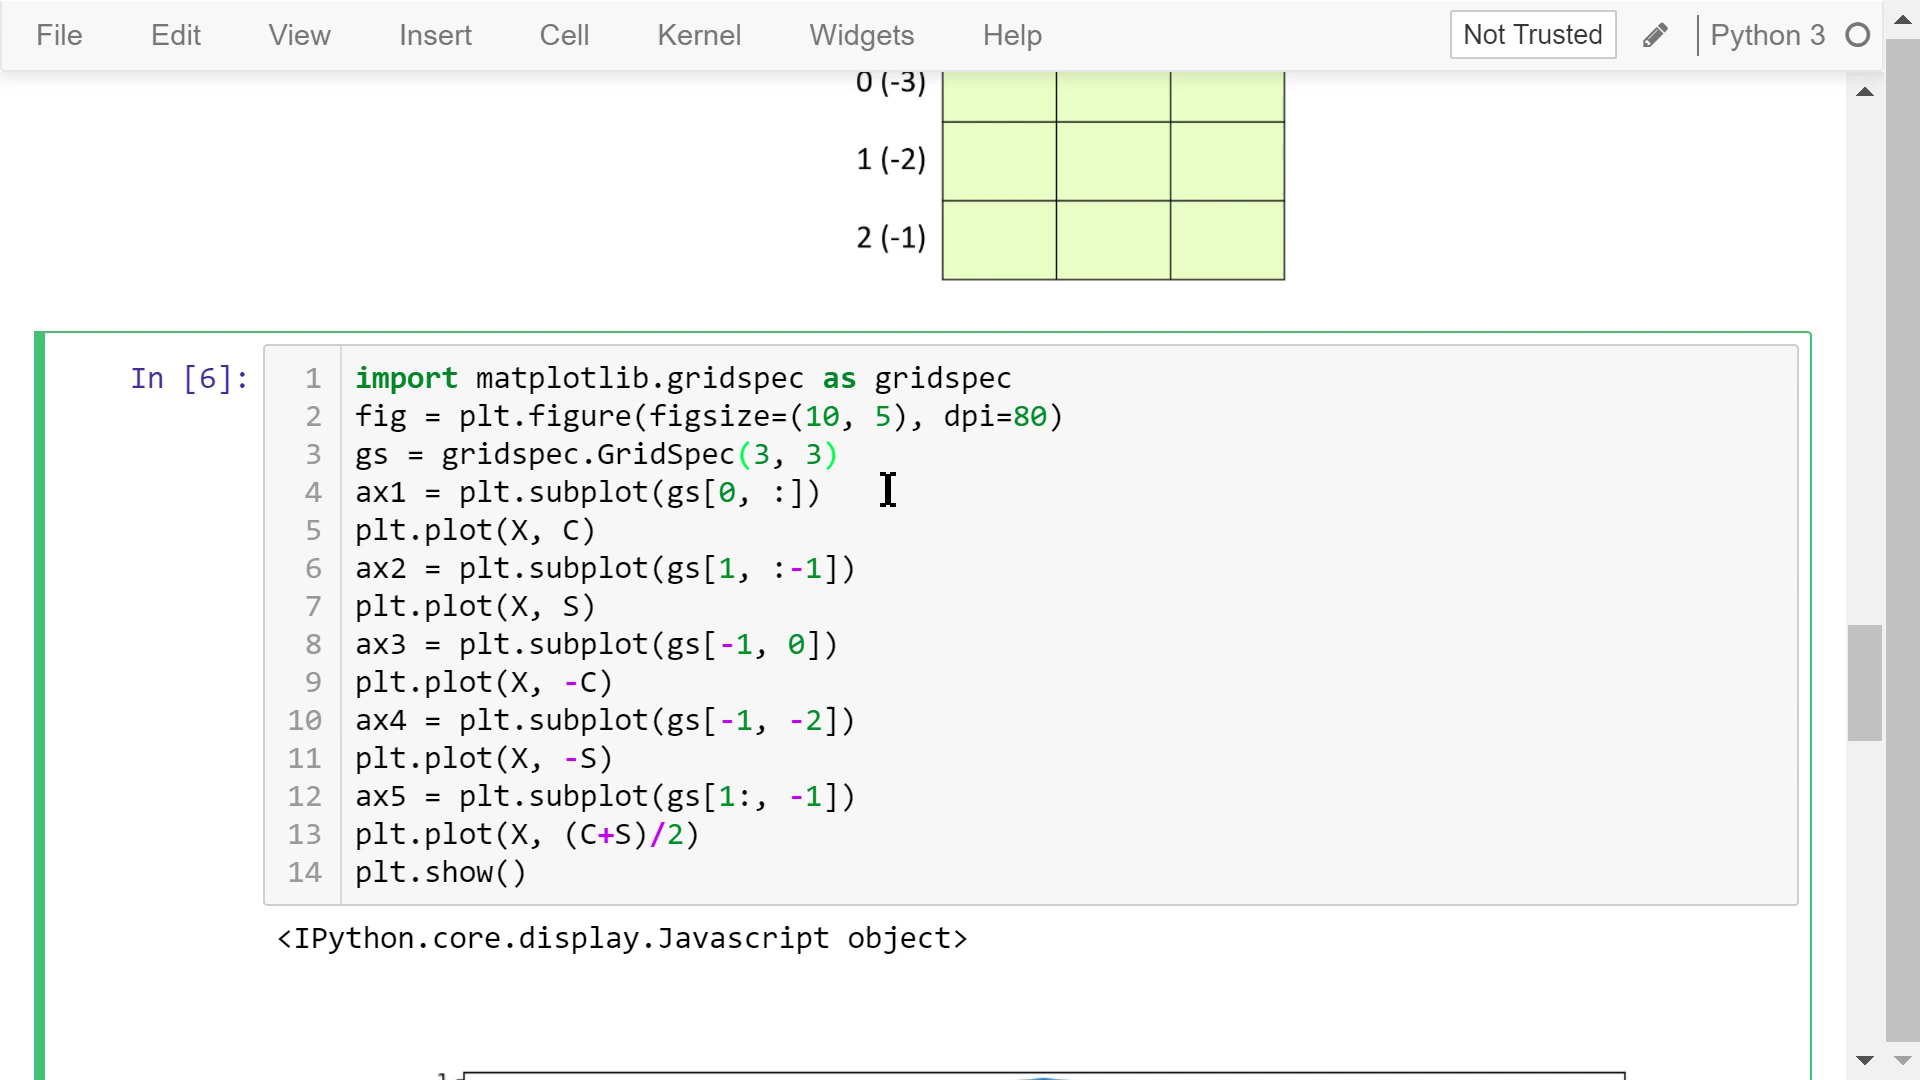 File Edit View Insert Cell Kernel Widgets Help Not Trusted Python 3
0 (-3)
1 (-2)
2 (-1)
In [6]:
1 import matplotlib.gridspec as gridspec
2 fig = plt.figure(figsize=(10, 5), dpi=80)
3 gs = gridspec.GridSpec(3, 3)
4 ax1 = plt.subplot(gs[0, :])
5 plt.plot(X, C)
6 ax2 = plt.subplot(gs[1, :-1])
7 plt.plot(X, S)
8 ax3 = plt.subplot(gs[-1, 0])
9 plt.plot(X, -C)
10 ax4 = plt.subplot(gs[-1, -2])
11 plt.plot(X, -S)
12 ax5 = plt.subplot(gs[1:, -1])
13 plt.plot(X, (C+S)/2)
14 plt.show()
<IPython.core.display.Javascript object>